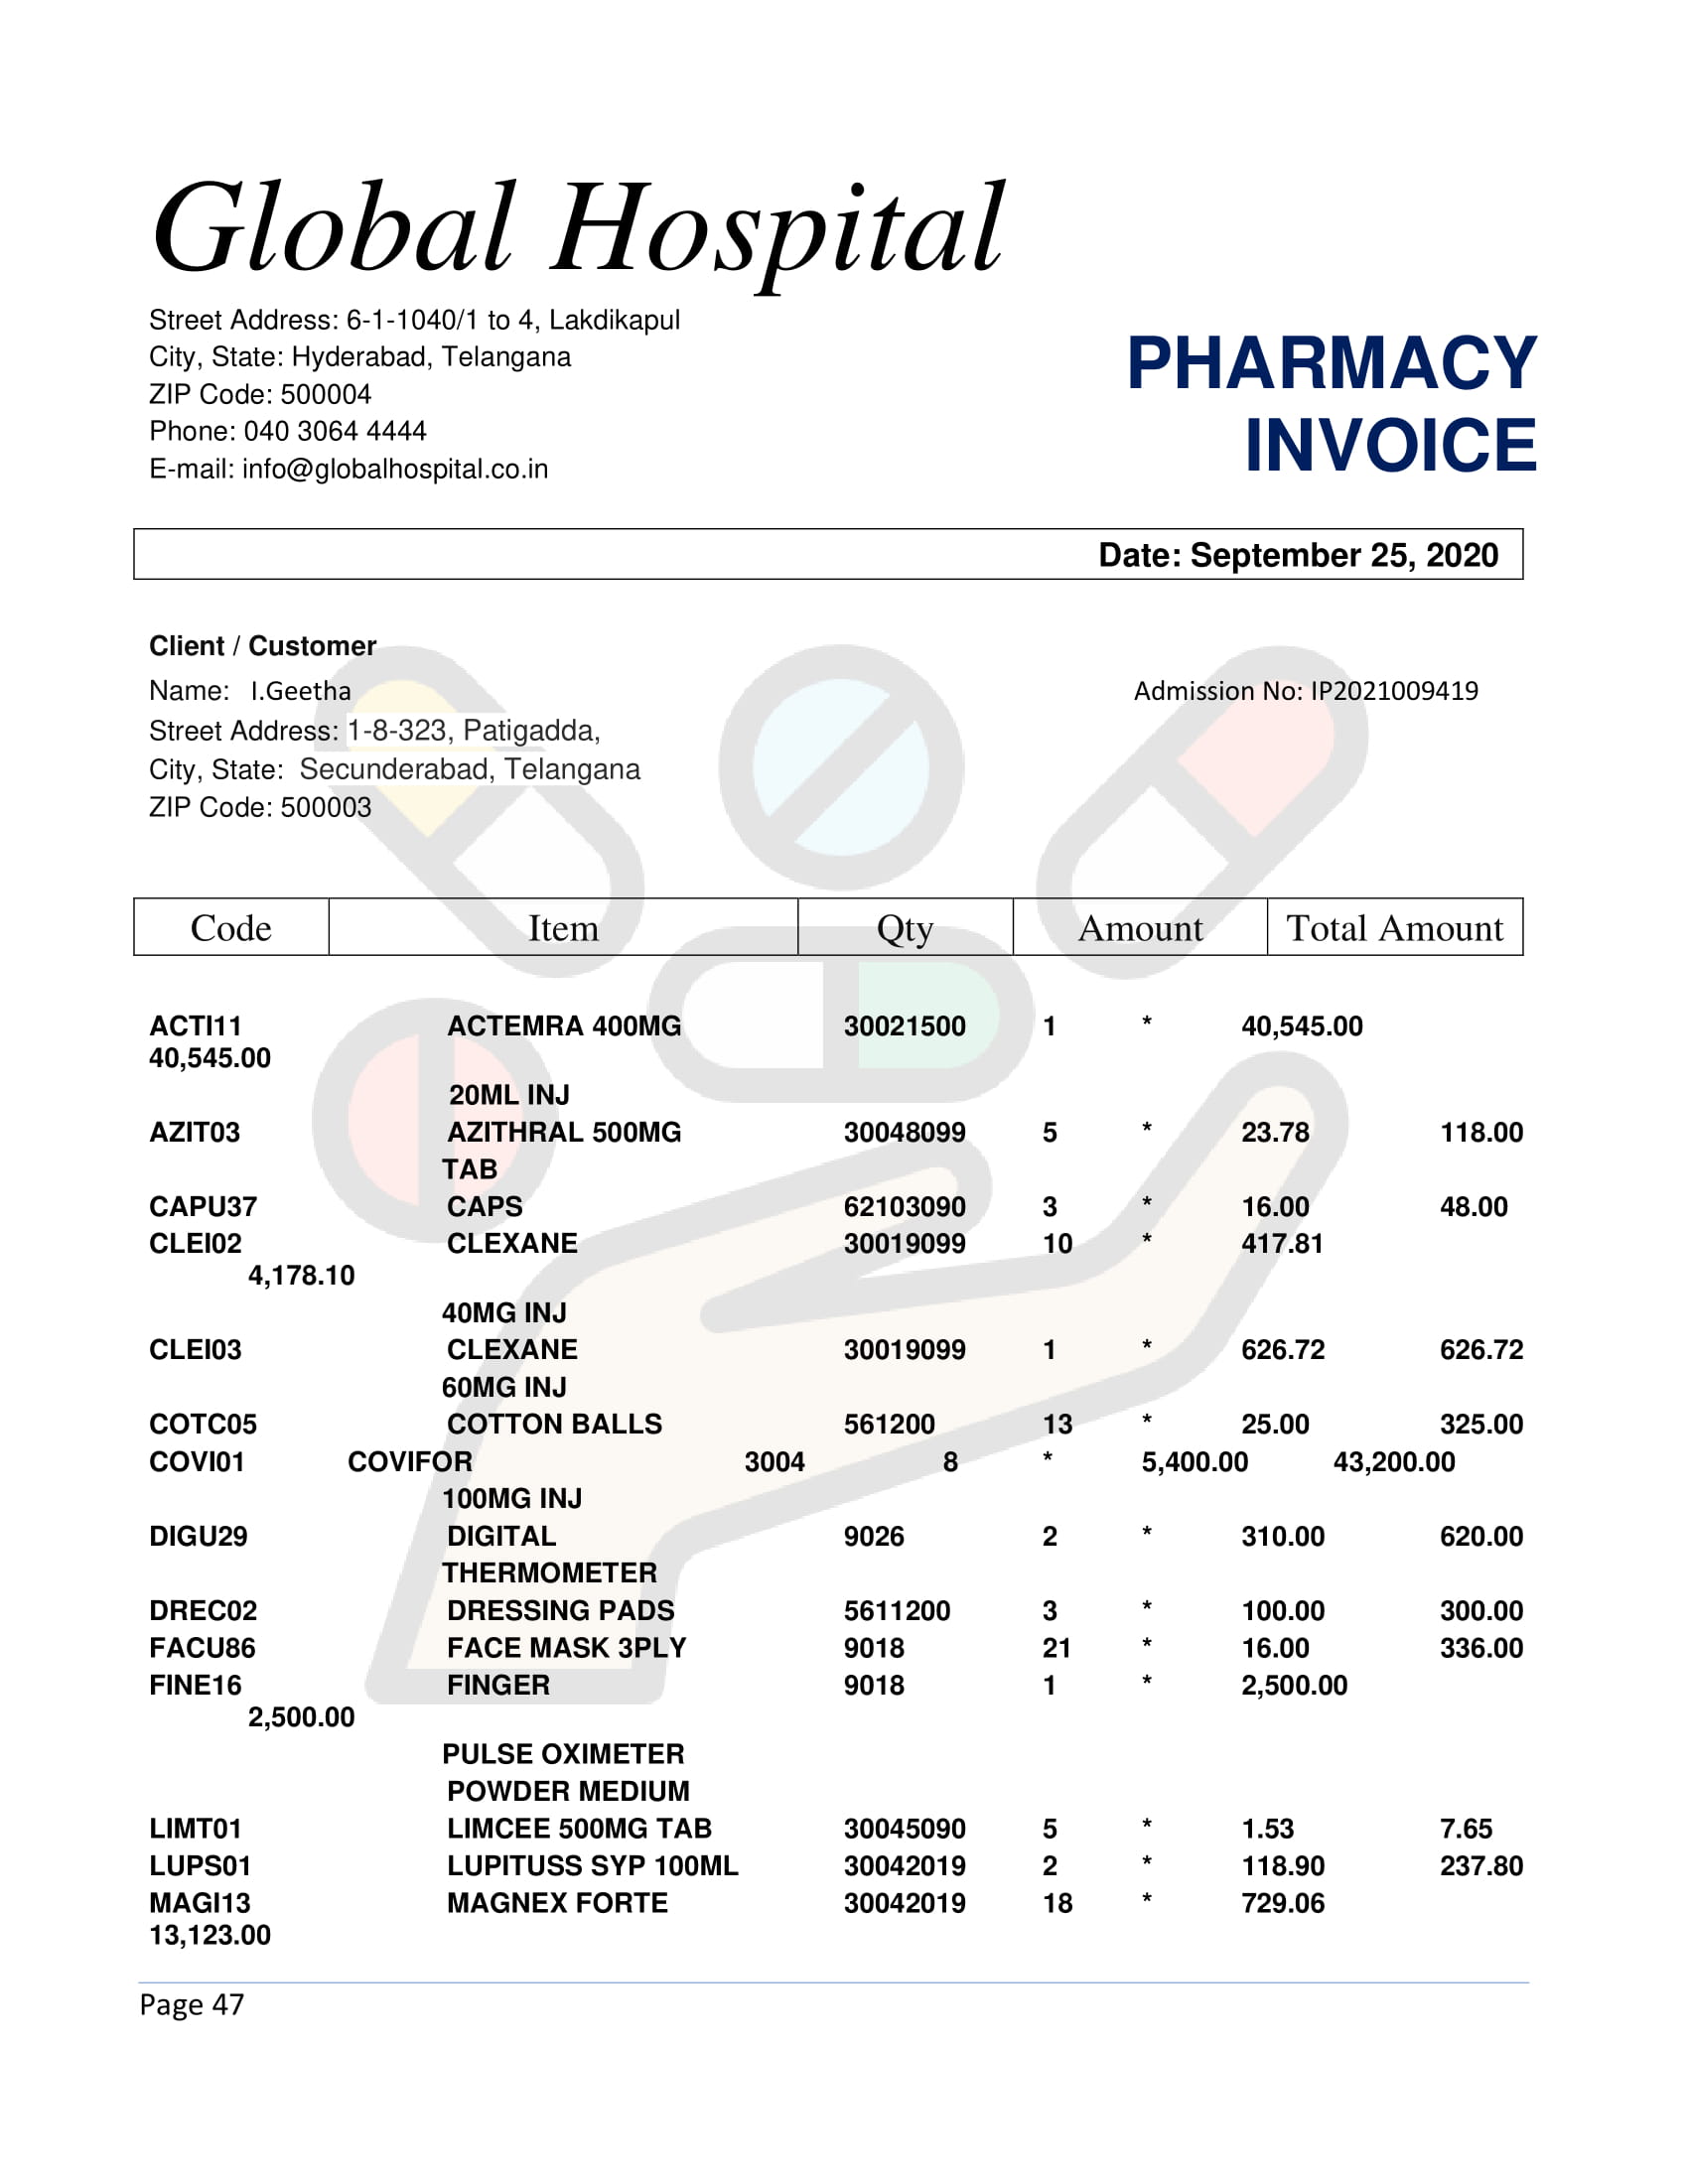 Global Hospital
Street Address: 6-1-1040/1 to 4, Lakdikapul
City, State: Hyderabad, Telangana
ZIP Code: 500004
Phone: 040 3064 4444
E-mail: info@globalhospital.co.in
PHARMACY
INVOICE
Date: September 25, 2020
Client / Customer
Name: I.Geetha Admission No: IP2021009419
Street Address: 1-8-323, Patigadda,
City, State: Secunderabad, Telangana
ZIP Code: 500003
Code Item Qty Amount Total Amount
ACTI11 ACTEMRA 400MG 30021500 1 * 40,545.00
40,545.00
20ML INJ
AZIT03 AZITHRAL 500MG 30048099 5 * 23.78 118.00
TAB
CAPU37 CAPS 62103090 3 * 16.00 48.00
CLEI02 CLEXANE 30019099 10 * 417.81
4,178.10
40MG INJ
CLEI03 CLEXANE 30019099 1 * 626.72 626.72
60MG INJ
COTC05 COTTON BALLS 561200 13 * 25.00 325.00
COVI01 COVIFOR 3004 8 * 5,400.00 43,200.00
100MG INJ
DIGU29 DIGITAL 9026 2 * 310.00 620.00
THERMOMETER
DREC02 DRESSING PADS 5611200 3 * 100.00 300.00
FACU86 FACE MASK 3PLY 9018 21 * 16.00 336.00
FINE16 FINGER 9018 1 * 2,500.00
2,500.00
PULSE OXIMETER
POWDER MEDIUM
LIMT01 LIMCEE 500MG TAB 30045090 5 * 1.53 7.65
LUPS01 LUPITUSS SYP 100ML 30042019 2 * 118.90 237.80
MAGI13 MAGNEX FORTE 30042019 18 * 729.06
13,123.00
Page 47